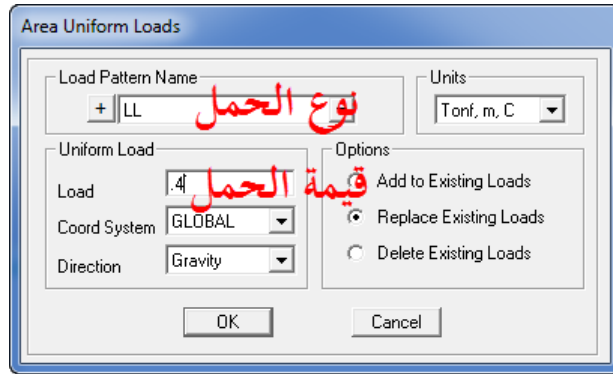 Area Uniform Loads
Load Pattern Name
+ LL
نوع الحمل
Units
Tonf, m, C
Uniform Load
Load .4
قيمة الحمل
Coord System GLOBAL
Direction Gravity
Options
Add to Existing Loads
Replace Existing Loads
Delete Existing Loads
OK
Cancel